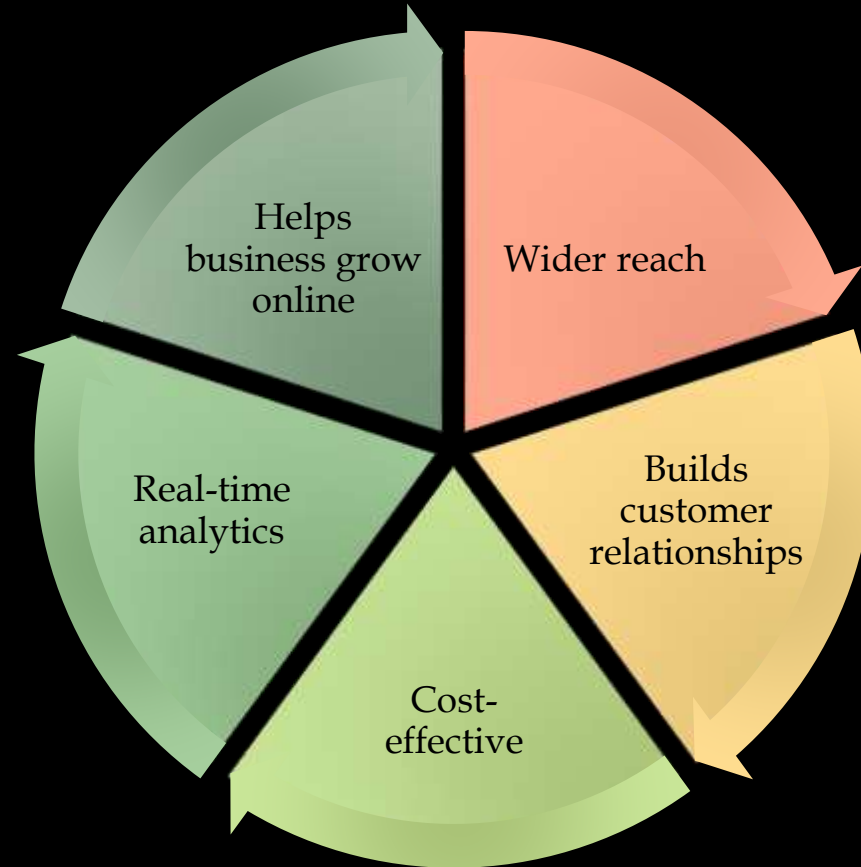 Helps
business grow
online
Wider reach
Builds
customer
relationships
Cost-
effective
Real-time
analytics